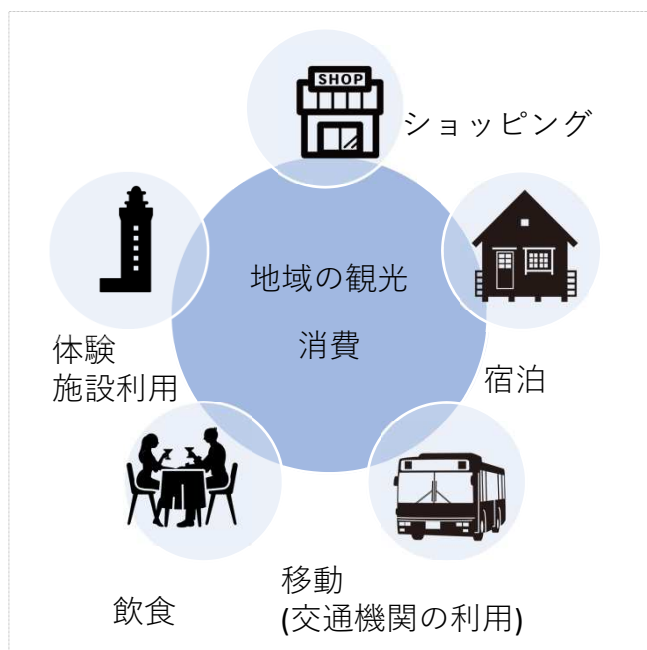 SHOP
ショッピング
地域の観光
消費
体験
施設利用
宿泊
飲食
移動
(交通機関の利用)